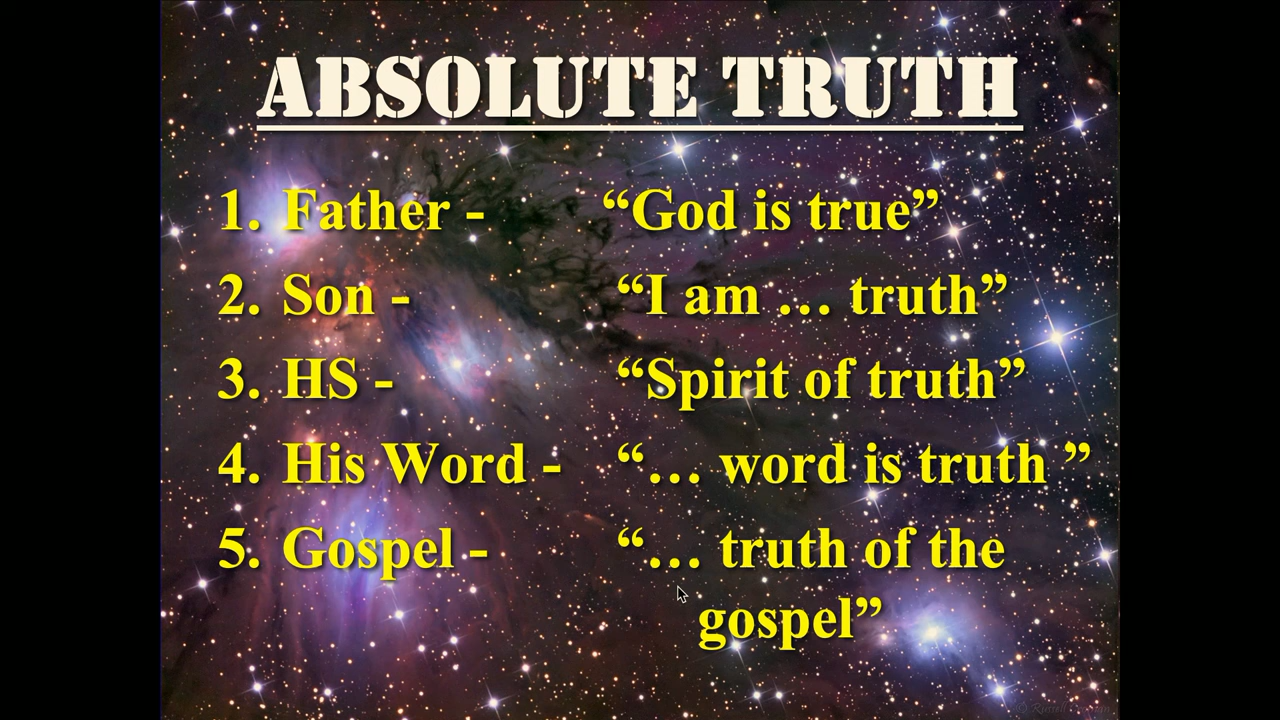 ABSOLUTE TRUTH
1. Father - “God is true”
2. Son - “I am … truth”
3. HS - “Spirit of truth”
4. His Word - “… word is truth ”
5. Gospel - “… truth of the
gospel”